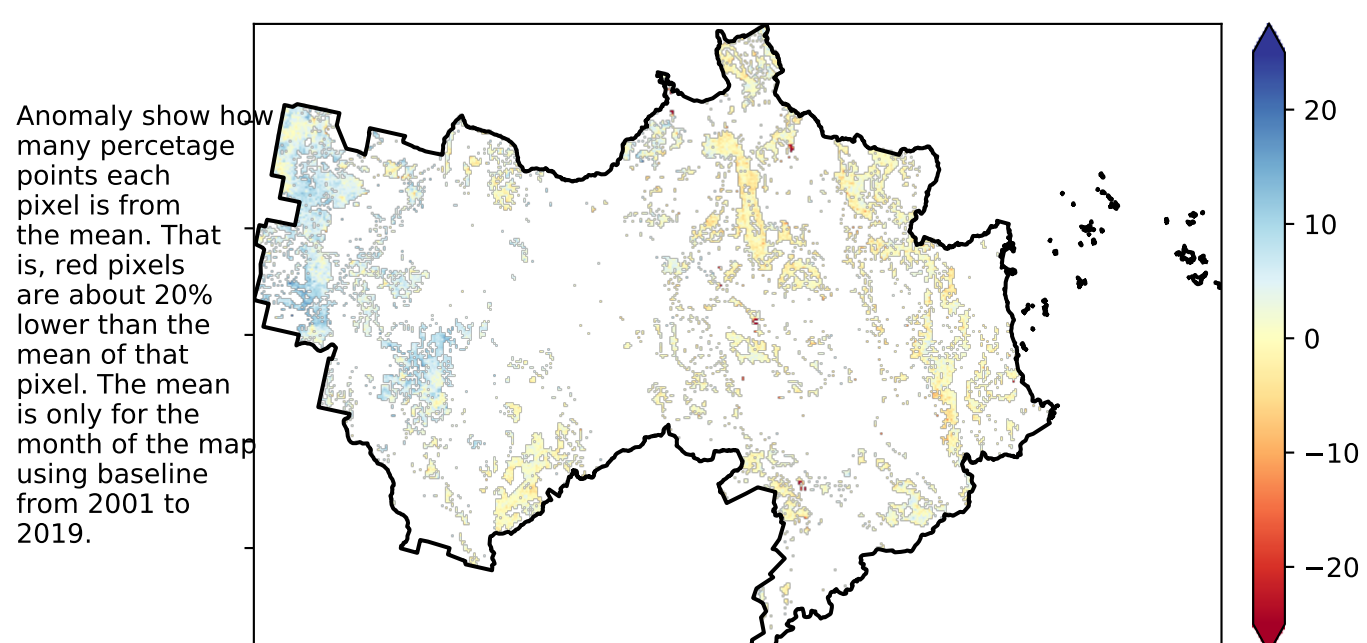 Anomaly show how
many percetage
points each
pixel is from
the mean. That
is, red pixels
are about 20%
lower than the
mean of that
pixel. The mean
is only for the
month of the map
using baseline
from 2001 to
2019.
20
10
0
−10
−20